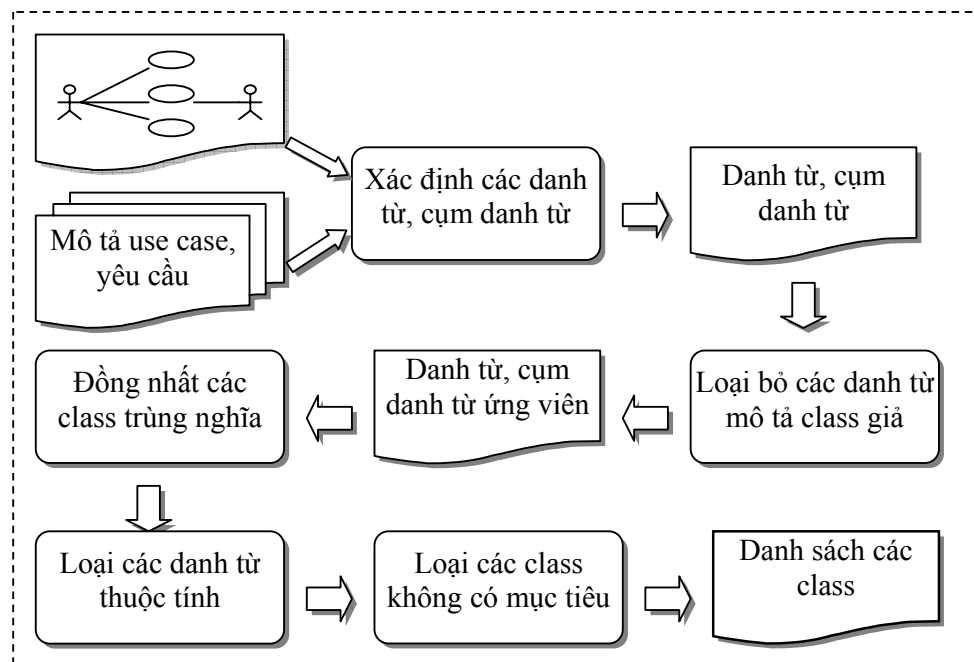 Mô tả use case,
yêu cầu
Xác định các danh
từ, cụm danh từ
Danh từ, cụm
danh từ
Loại bỏ các danh từ
mô tả class giả
Danh từ, cụm
danh từ ứng viên
Đồng nhất các
class trùng nghĩa
Loại các danh từ
thuộc tính
Loại các class
không có mục tiêu
Danh sách các
class